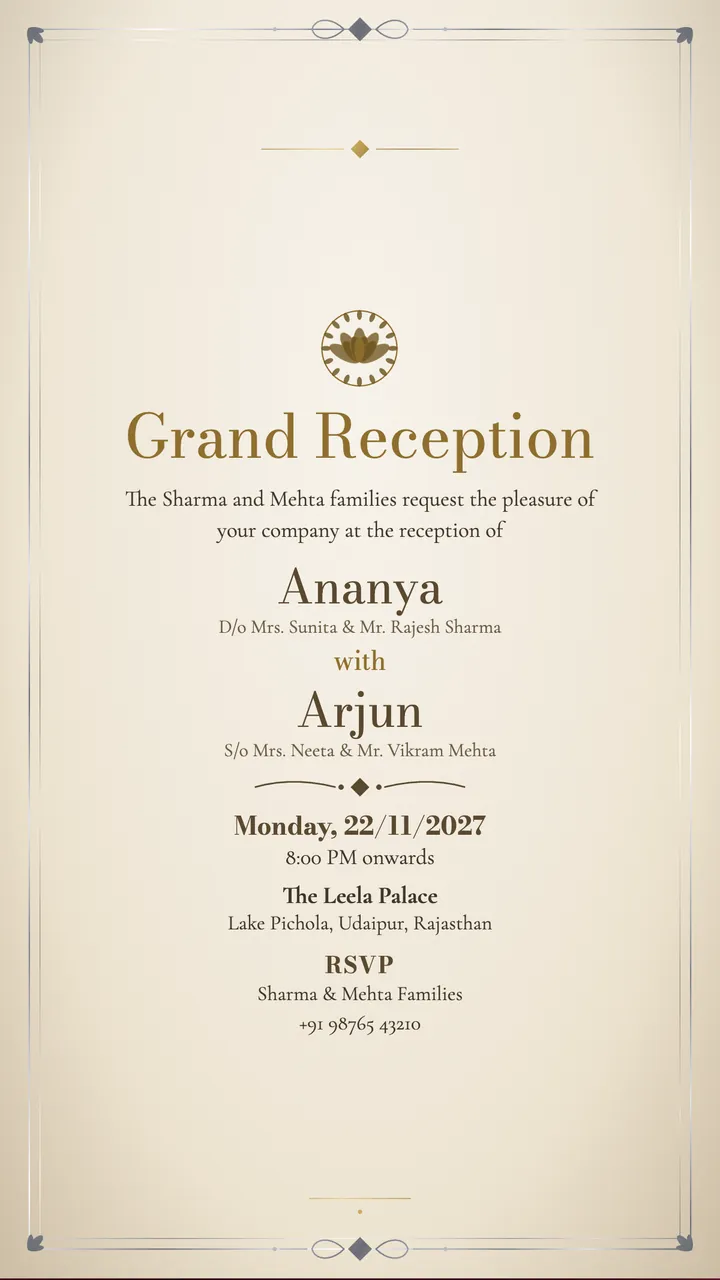 Grand Reception
The Sharma and Mehta families request the pleasure of
your company at the reception of
Ananya
D/o Mrs. Sunita & Mr. Rajesh Sharma
with
Arjun
S/o Mrs. Neeta & Mr. Vikram Mehta
Monday, 22/11/2027
8:00 PM onwards
The Leela Palace
Lake Pichola, Udaipur, Rajasthan
RSVP
Sharma & Mehta Families
+91 98765 43210